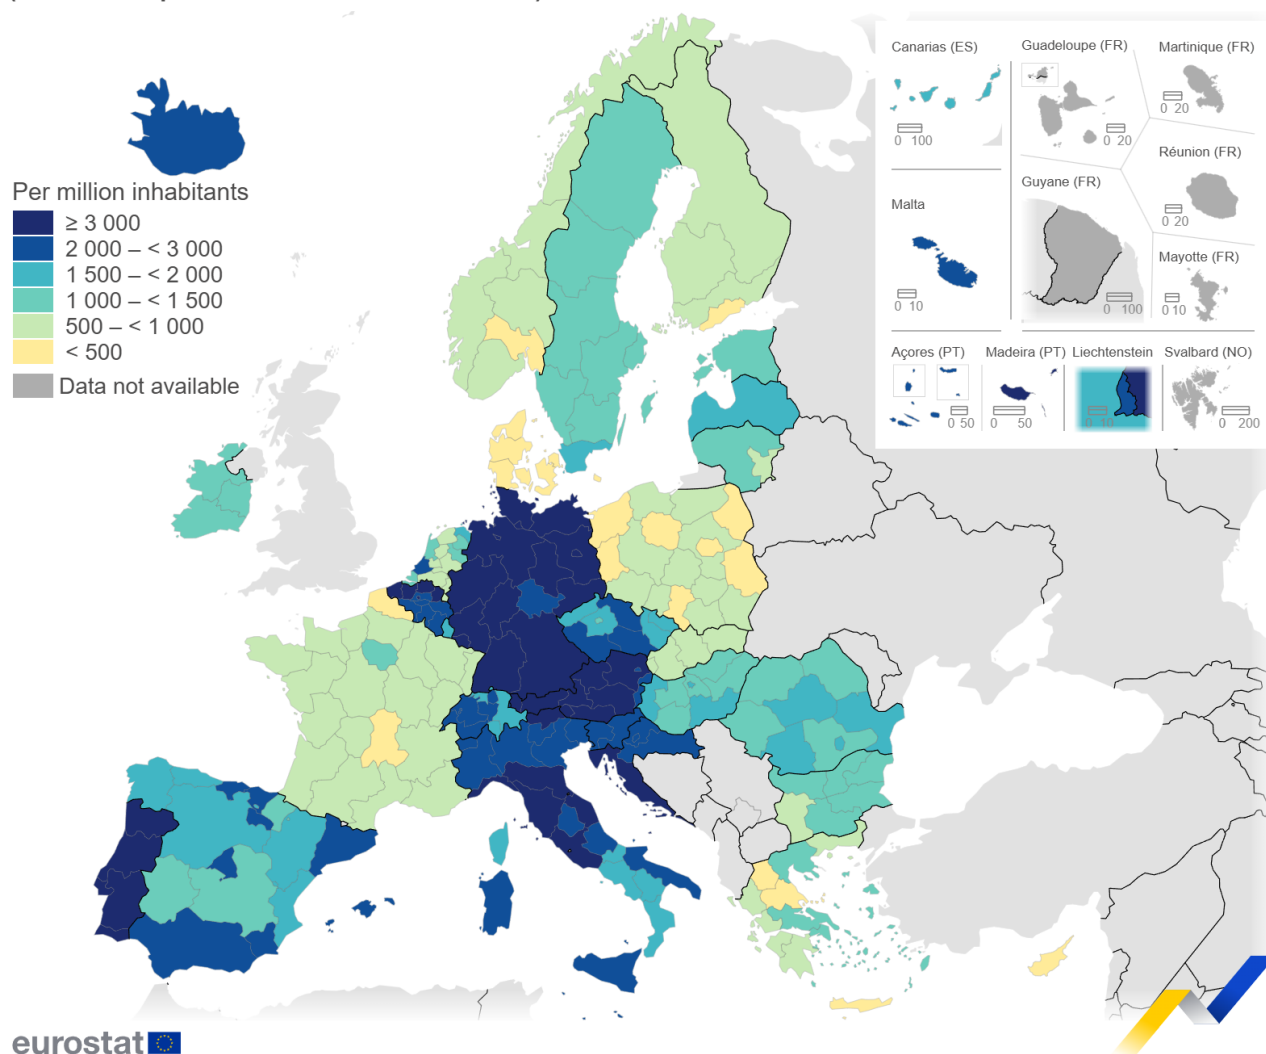 Per million inhabitants
≥ 3 000
2 000 – < 3 000
1 500 – < 2 000
1 000 – < 1 500
500 – < 1 000
< 500
Data not available
Canarias (ES)
0 100
Guadeloupe (FR)
0 20
Martinique (FR)
0 20
Réunion (FR)
0 20
Guyane (FR)
0 100
Mayotte (FR)
0 10
Malta
0 10
Açores (PT)
0 50
Madeira (PT)
0 50
Liechtenstein
0 10
Svalbard (NO)
0 200
eurostat